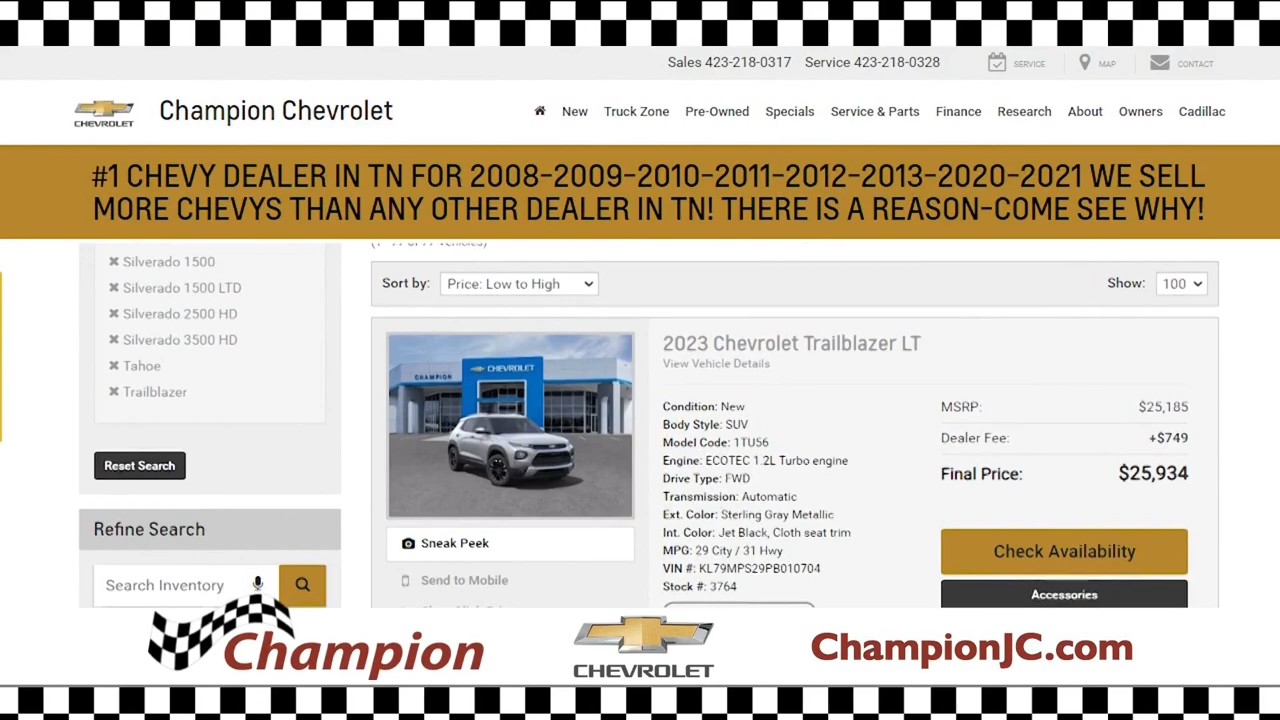 Sales 423-218-0317 Service 423-218-0328 SERVICE MAP CONTACT
CHEVROLET Champion Chevrolet New Truck Zone Pre-Owned Specials Service & Parts Finance Research About Owners Cadillac
#1 CHEVY DEALER IN TN FOR 2008-2009-2010-2011-2012-2013-2020-2021 WE SELL
MORE CHEVYS THAN ANY OTHER DEALER IN TN! THERE IS A REASON-COME SEE WHY!
Silverado 1500
Silverado 1500 LTD
Silverado 2500 HD
Silverado 3500 HD
Tahoe
Trailblazer
Reset Search
Refine Search
Search Inventory
Sort by: Price: Low to High Show: 100
CHAMPION CHEVROLET
Sneak Peek
Send to Mobile
2023 Chevrolet Trailblazer LT
View Vehicle Details
Condition: New
Body Style: SUV
Model Code: 1TU56
Engine: ECOTEC 1.2L Turbo engine
Drive Type: FWD
Transmission: Automatic
Ext. Color: Sterling Gray Metallic
Int. Color: Jet Black, Cloth seat trim
MPG: 29 City / 31 Hwy
VIN #: KL79MPS29PB010704
Stock #: 3764
MSRP: $25,185
Dealer Fee: +$749
Final Price: $25,934
Check Availability
Accessories
Champion CHEVROLET ChampionJC.com